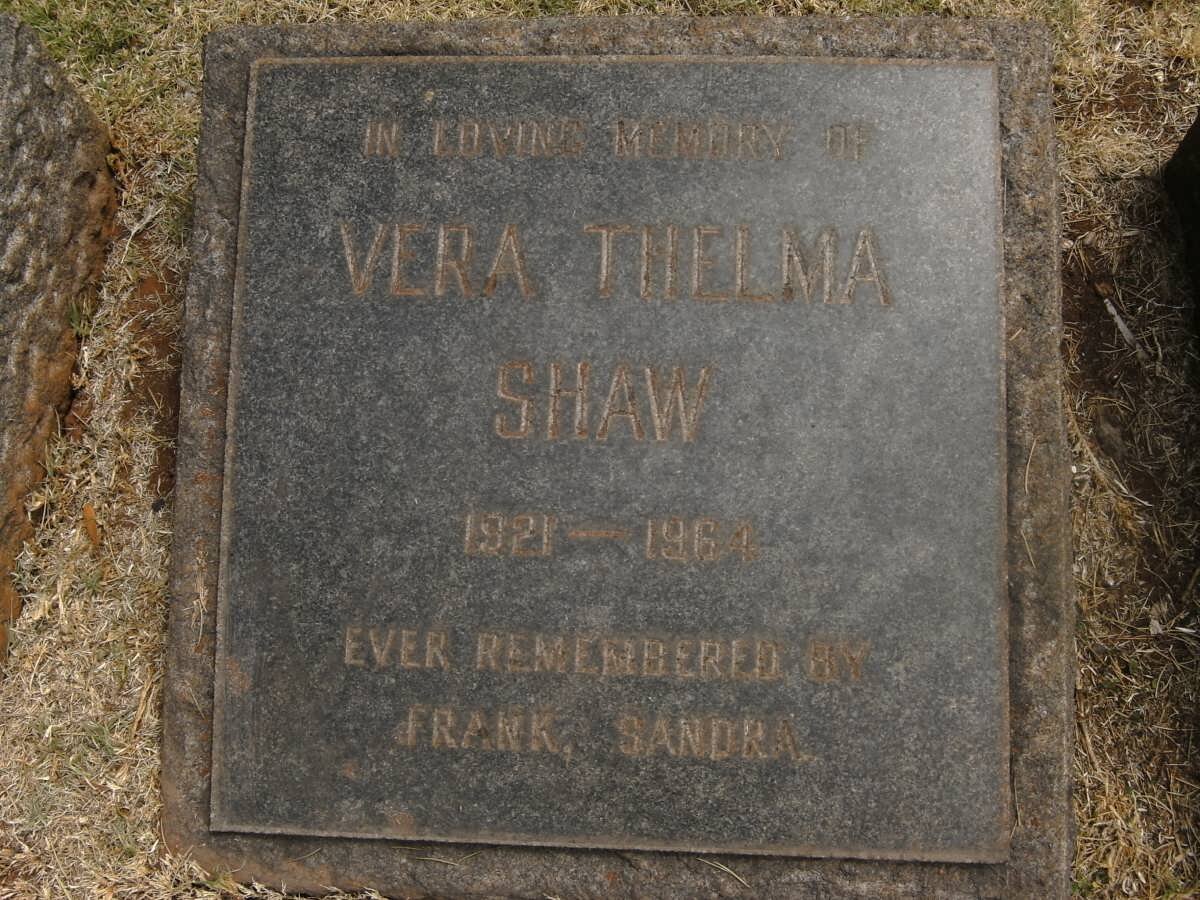 IN LOVING MEMORY OF
VERA THELMA
SHAW
1921 — 1964
EVER REMEMBERED BY
FRANK, SANDRA.